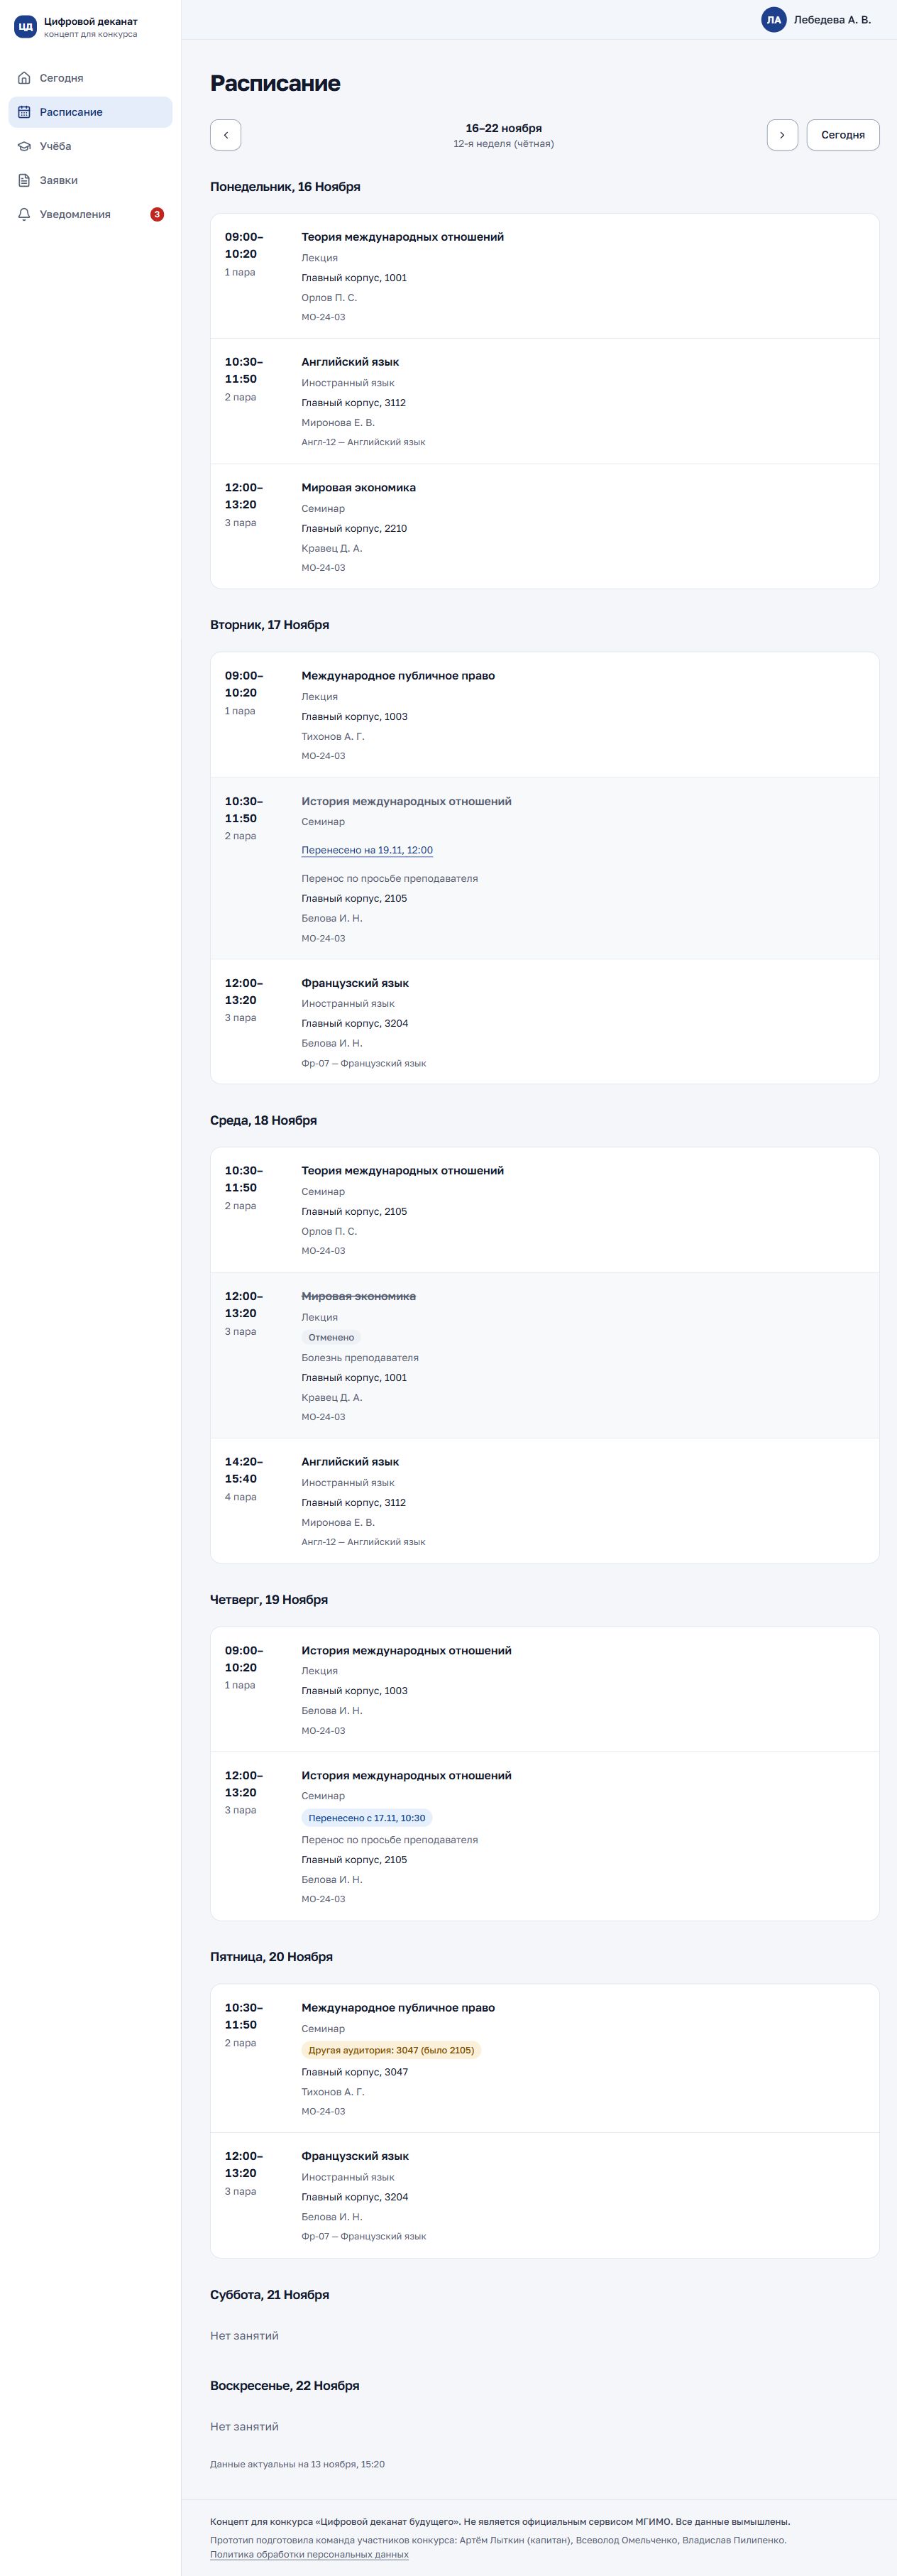 ЦД
Цифровой деканат
концепт для конкурса
Сегодня
Расписание
Учёба
Заявки
Уведомления
3
ЛА
Лебедева А. В.
Расписание
16–22 ноября
12-я неделя (чётная)
Сегодня
Понедельник, 16 Ноября
09:00–
10:20
1 пара
Теория международных отношений
Лекция
Главный корпус, 1001
Орлов П. С.
МО-24-03
10:30–
11:50
2 пара
Английский язык
Иностранный язык
Главный корпус, 3112
Миронова Е. В.
Англ-12 — Английский язык
12:00–
13:20
3 пара
Мировая экономика
Семинар
Главный корпус, 2210
Кравец Д. А.
МО-24-03
Вторник, 17 Ноября
09:00–
10:20
1 пара
Международное публичное право
Лекция
Главный корпус, 1003
Тихонов А. Г.
МО-24-03
10:30–
11:50
2 пара
История международных отношений
Семинар
Перенесено на 19.11, 12:00
Перенос по просьбе преподавателя
Главный корпус, 2105
Белова И. Н.
МО-24-03
12:00–
13:20
3 пара
Французский язык
Иностранный язык
Главный корпус, 3204
Белова И. Н.
Фр-07 — Французский язык
Среда, 18 Ноября
10:30–
11:50
2 пара
Теория международных отношений
Семинар
Главный корпус, 2105
Орлов П. С.
МО-24-03
12:00–
13:20
3 пара
Мировая экономика
Лекция
Отменено
Болезнь преподавателя
Главный корпус, 1001
Кравец Д. А.
МО-24-03
14:20–
15:40
4 пара
Английский язык
Иностранный язык
Главный корпус, 3112
Миронова Е. В.
Англ-12 — Английский язык
Четверг, 19 Ноября
09:00–
10:20
1 пара
История международных отношений
Лекция
Главный корпус, 1003
Белова И. Н.
МО-24-03
12:00–
13:20
3 пара
История международных отношений
Семинар
Перенесено с 17.11, 10:30
Перенос по просьбе преподавателя
Главный корпус, 2105
Белова И. Н.
МО-24-03
Пятница, 20 Ноября
10:30–
11:50
2 пара
Международное публичное право
Семинар
Другая аудитория: 3047 (было 2105)
Главный корпус, 3047
Тихонов А. Г.
МО-24-03
12:00–
13:20
3 пара
Французский язык
Иностранный язык
Главный корпус, 3204
Белова И. Н.
Фр-07 — Французский язык
Суббота, 21 Ноября
Нет занятий
Воскресенье, 22 Ноября
Нет занятий
Данные актуальны на 13 ноября, 15:20
Концепт для конкурса «Цифровой деканат будущего». Не является официальным сервисом МГИМО. Все данные вымышлены.
Прототип подготовила команда участников конкурса: Артём Лыткин (капитан), Всеволод Омельченко, Владислав Пилипенко.
Политика обработки персональных данных